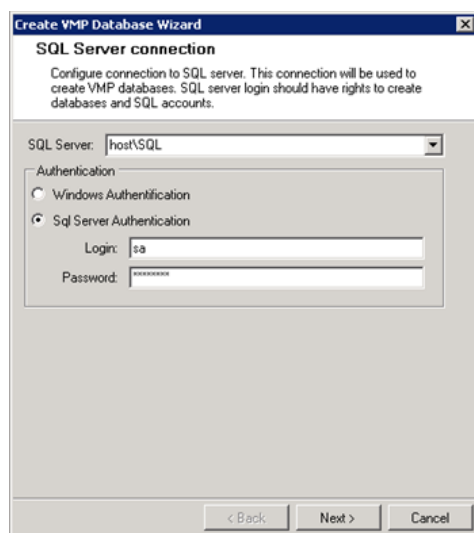 Create VMP Database Wizard
SQL Server connection
Configure connection to SQL server. This connection will be used to
create VMP databases. SQL server login should have rights to create
databases and SQL accounts.
SQL Server: host\SQL
Authentication
Windows Authentification
Sql Server Authentication
Login: sa
Password: ********
< Back Next > Cancel